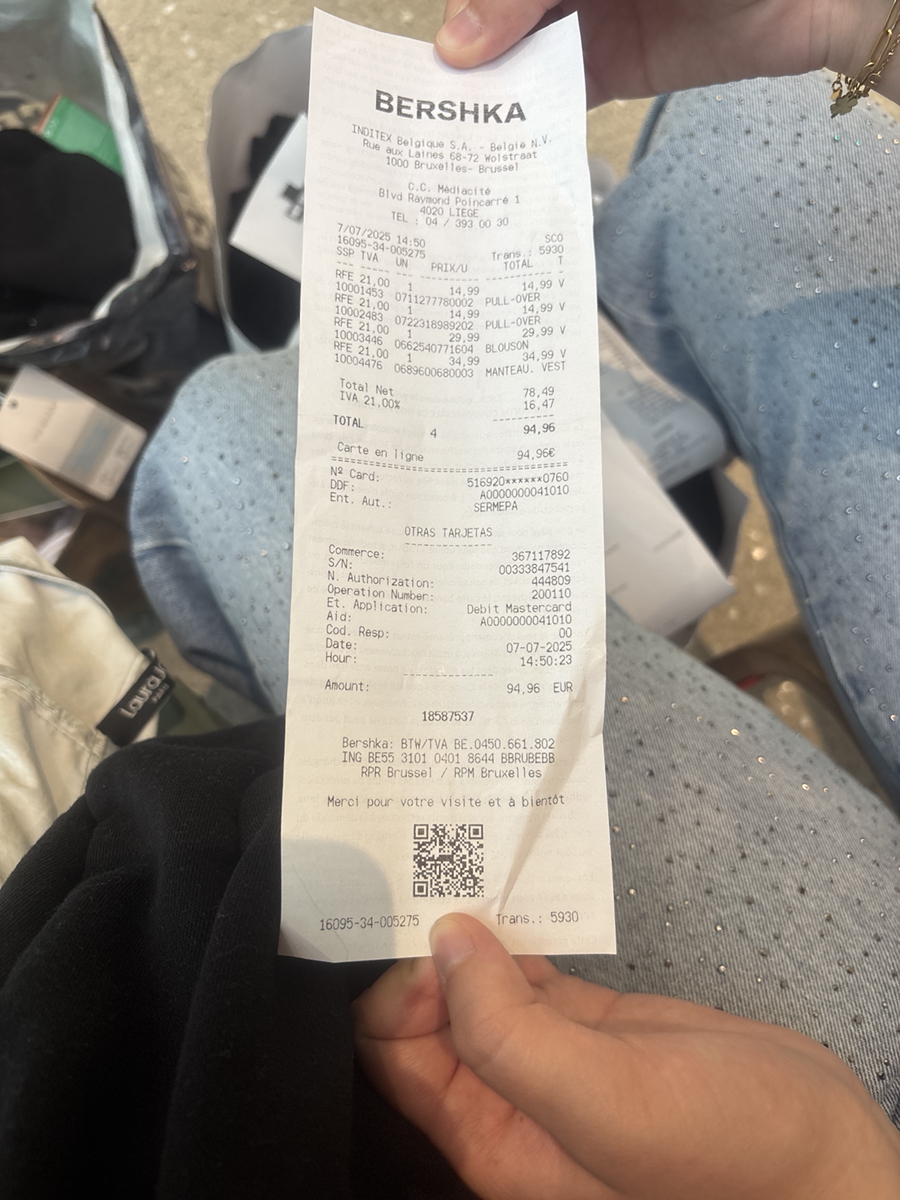 BERSHKA
INDITEX Belgique S.A. - Belgie N.V.
Rue aux Laines 68-72 Wolstraat
1000 Bruxelles- Brussel
C.C. Médiacité
Blvd Raymond Poincarré 1
4020 LIEGE
TEL : 04 / 393 00 30
7/07/2025 14:50 SCO
16095-34-005275 Trans.: 5930
SSP TVA UN PRIX/U TOTAL T
RFE 21,00 1 14,99 14,99 V
10001453 0711277780002 PULL-OVER
RFE 21,00 1 14,99 14,99 V
10002483 0722318989202 PULL-OVER
RFE 21,00 1 29,99 29,99 V
10003446 0662540771604 BLOUSON
RFE 21,00 1 34,99 34,99 V
10004476 0689600680003 MANTEAU. VEST
Total Net 78,49
IVA 21,00% 16,47
TOTAL 4 94,96
Carte en ligne 94,96€
Nº Card: 516920******0760
DDF: A0000000041010
Ent. Aut.: SERMEPA
OTRAS TARJETAS
Commerce: 367117892
S/N: 00333847541
N. Authorization: 444809
Operation Number: 200110
Et. Application: Debit Mastercard
Aid: A0000000041010
Cod. Resp: 00
Date: 07-07-2025
Hour: 14:50:23
Amount: 94,96 EUR
18587537
Bershka: BTW/TVA BE.0450.661.802
ING BE55 3101 0401 8644 BBRUBEBB
RPR Brussel / RPM Bruxelles
Merci pour votre visite et à bientôt
16095-34-005275 Trans.: 5930